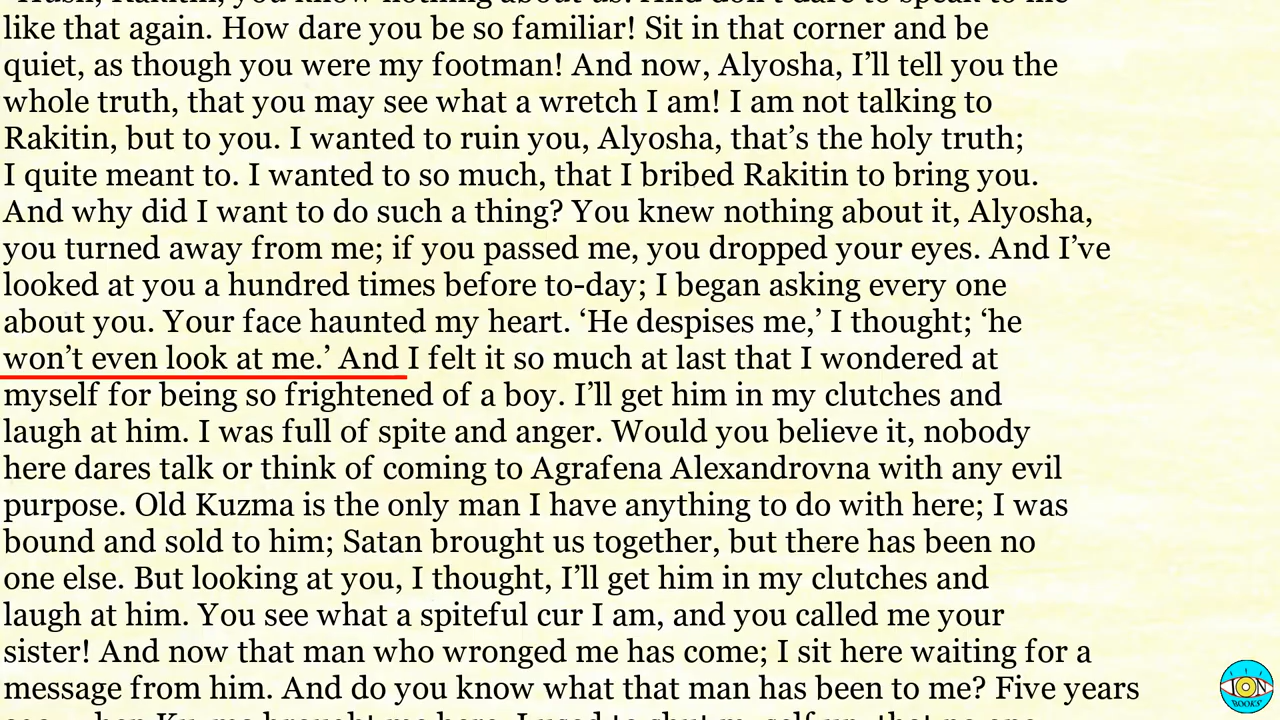 like that again. How dare you be so familiar! Sit in that corner and be
quiet, as though you were my footman! And now, Alyosha, I’ll tell you the
whole truth, that you may see what a wretch I am! I am not talking to
Rakitin, but to you. I wanted to ruin you, Alyosha, that’s the holy truth;
I quite meant to. I wanted to so much, that I bribed Rakitin to bring you.
And why did I want to do such a thing? You knew nothing about it, Alyosha,
you turned away from me; if you passed me, you dropped your eyes. And I’ve
looked at you a hundred times before to-day; I began asking every one
about you. Your face haunted my heart. ‘He despises me,’ I thought; ‘he
won’t even look at me.’ And I felt it so much at last that I wondered at
myself for being so frightened of a boy. I’ll get him in my clutches and
laugh at him. I was full of spite and anger. Would you believe it, nobody
here dares talk or think of coming to Agrafena Alexandrovna with any evil
purpose. Old Kuzma is the only man I have anything to do with here; I was
bound and sold to him; Satan brought us together, but there has been no
one else. But looking at you, I thought, I’ll get him in my clutches and
laugh at him. You see what a spiteful cur I am, and you called me your
sister! And now that man who wronged me has come; I sit here waiting for a
message from him. And do you know what that man has been to me? Five years
ION
BOOKS